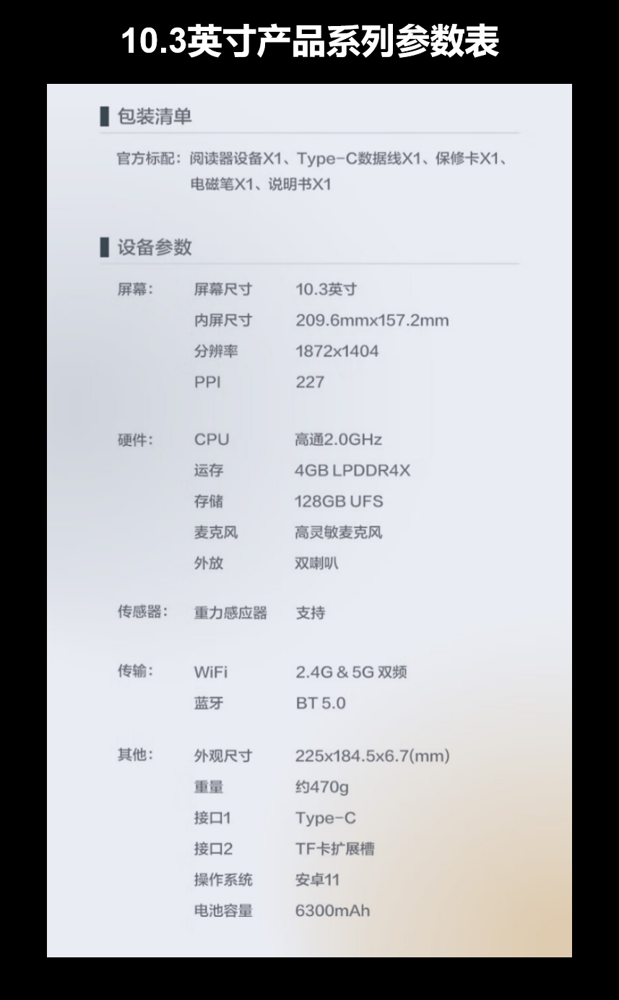 10.3英寸产品系列参数表
包装清单
官方标配：阅读器设备X1、Type-C数据线X1、保修卡X1、
电磁笔X1、说明书X1
设备参数
屏幕： 屏幕尺寸 10.3英寸
内屏尺寸 209.6mmx157.2mm
分辨率 1872x1404
PPI 227
硬件： CPU 高通2.0GHz
运存 4GB LPDDR4X
存储 128GB UFS
麦克风 高灵敏麦克风
外放 双喇叭
传感器： 重力感应器 支持
传输： WiFi 2.4G & 5G 双频
蓝牙 BT 5.0
其他： 外观尺寸 225x184.5x6.7(mm)
重量 约470g
接口1 Type-C
接口2 TF卡扩展槽
操作系统 安卓11
电池容量 6300mAh